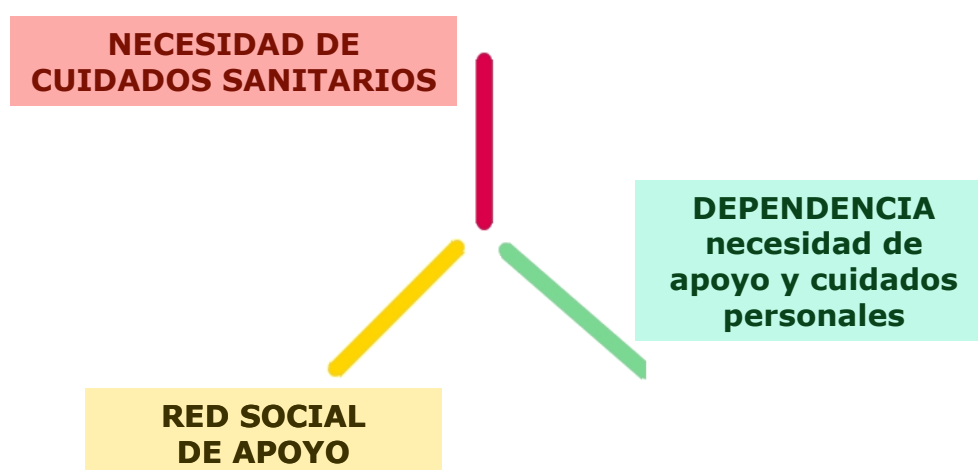 NECESIDAD DE
CUIDADOS SANITARIOS
DEPENDENCIA
necesidad de
apoyo y cuidados
personales
RED SOCIAL
DE APOYO